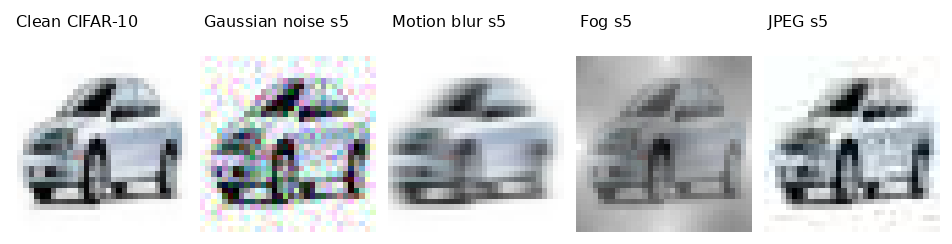 Clean CIFAR-10
Gaussian noise s5
Motion blur s5
Fog s5
JPEG s5